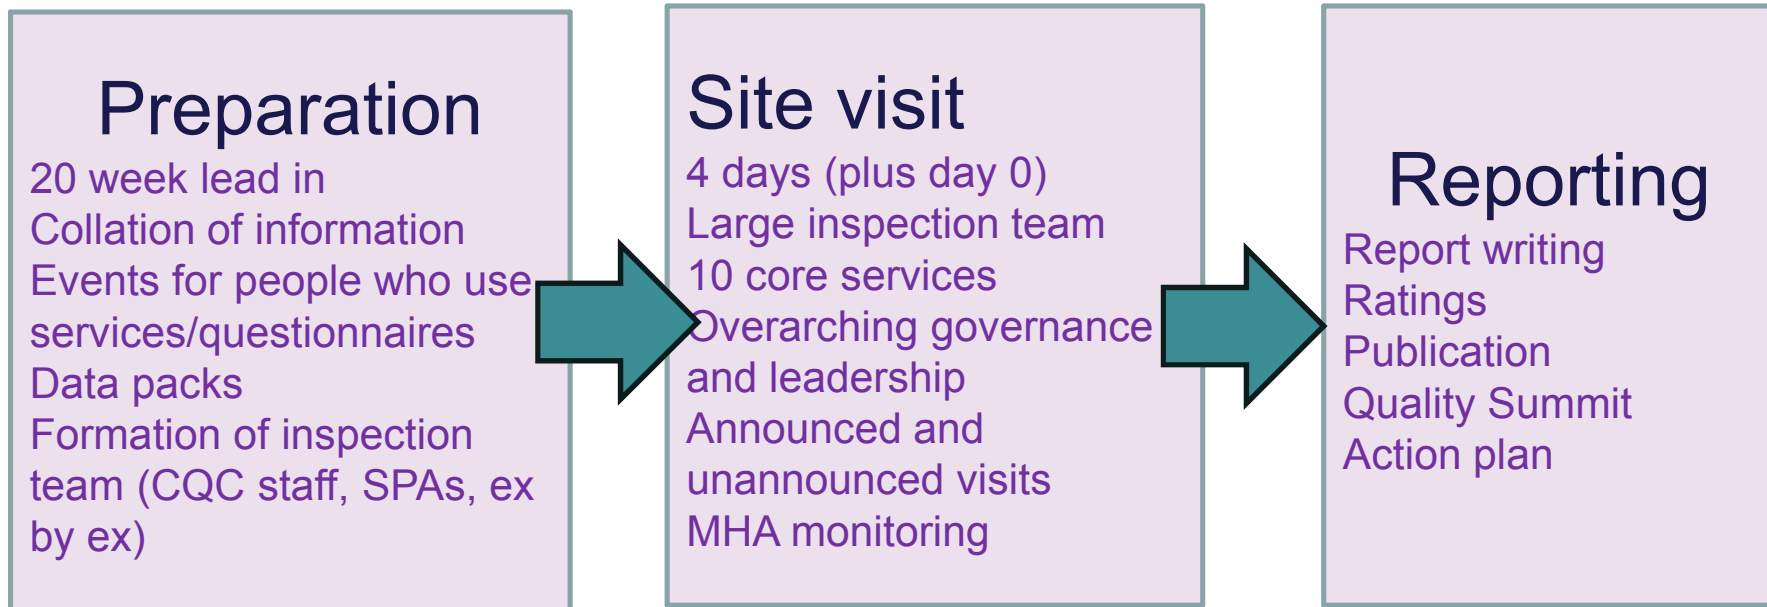 Preparation
20 week lead in
Collation of information
Events for people who use
services/questionnaires
Data packs
Formation of inspection
team (CQC staff, SPAs, ex
by ex)
Site visit
4 days (plus day 0)
Large inspection team
10 core services
Overarching governance
and leadership
Announced and
unannounced visits
MHA monitoring
Reporting
Report writing
Ratings
Publication
Quality Summit
Action plan